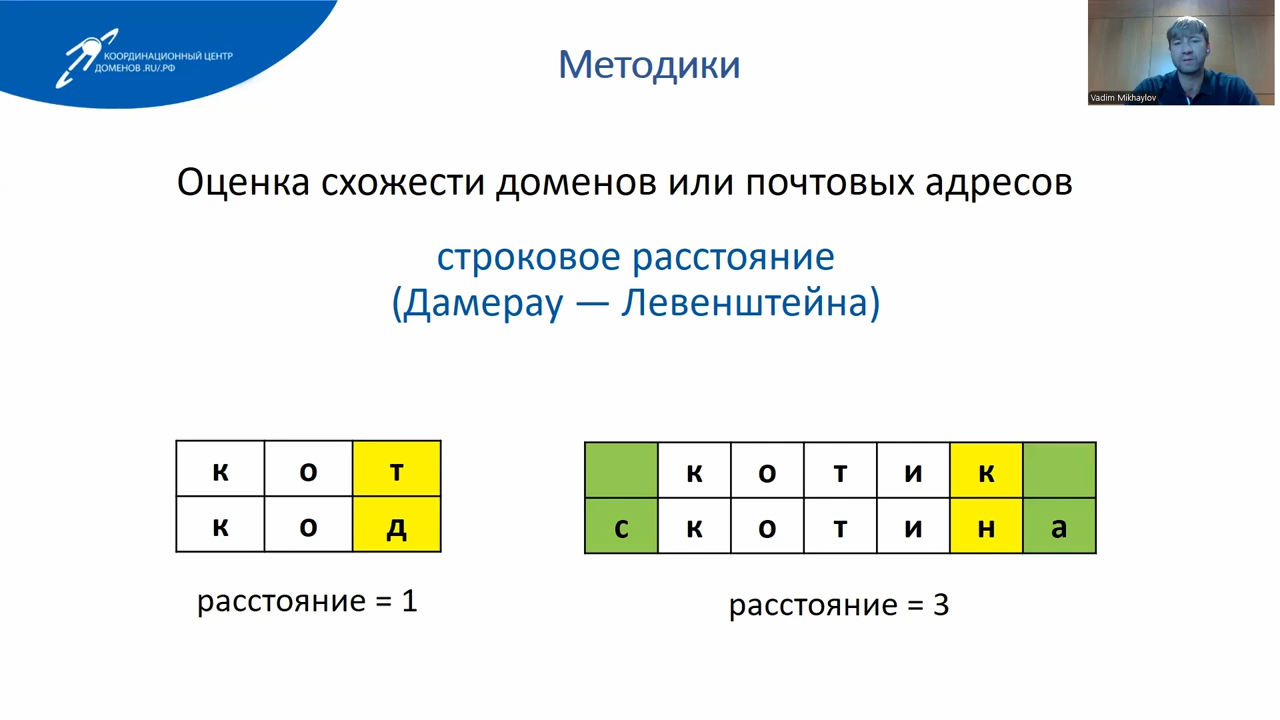 КООРДИНАЦИОННЫЙ ЦЕНТР
ДОМЕНОВ .RU/.РФ
Методики
Vadim Mikhaylov
Оценка схожести доменов или почтовых адресов
строковое расстояние
(Дамерау — Левенштейна)
к о т
к о д
расстояние = 1
к о т и к
с к о т и н а
расстояние = 3